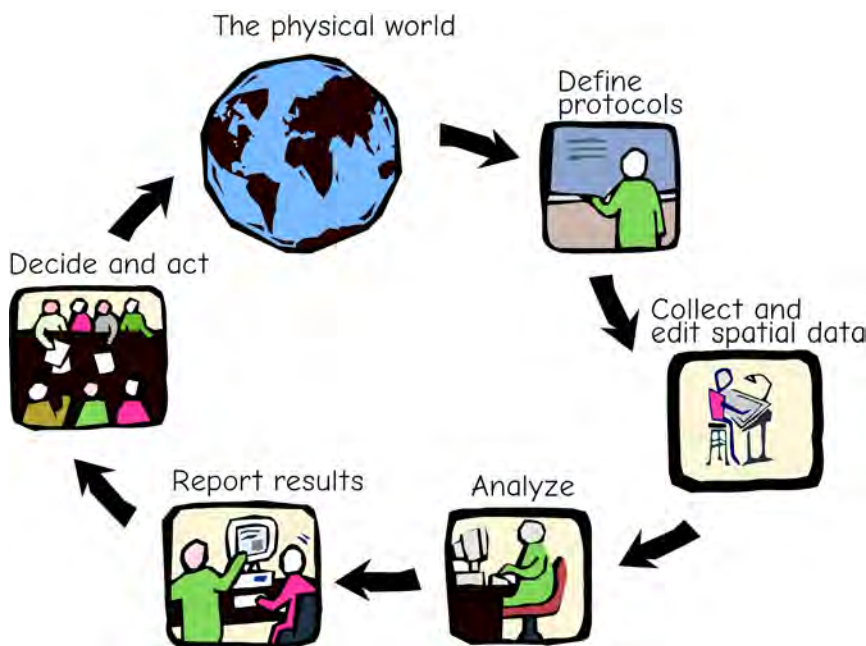 The physical world
Define
protocols
Collect and
edit spatial data
Analyze
Report results
Decide and act